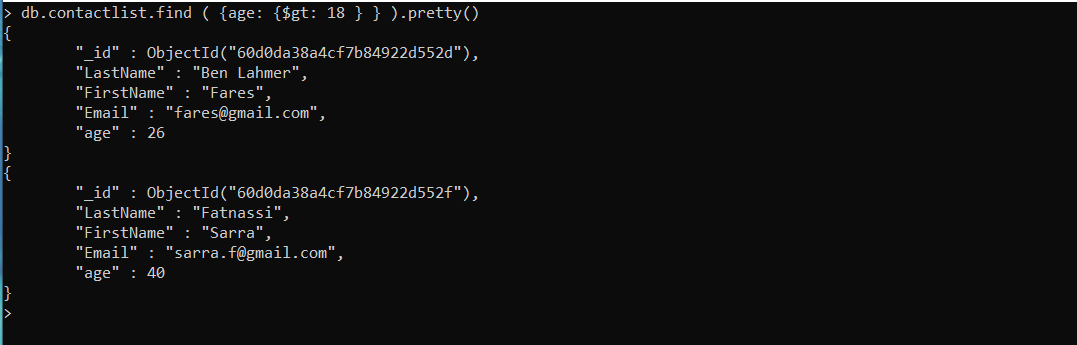 > db.contactlist.find ( {age: {$gt: 18 } } ).pretty()
{
        "_id" : ObjectId("60d0da38a4cf7b84922d552d"),
        "LastName" : "Ben Lahmer",
        "FirstName" : "Fares",
        "Email" : "fares@gmail.com",
        "age" : 26
}
{
        "_id" : ObjectId("60d0da38a4cf7b84922d552f"),
        "LastName" : "Fatnassi",
        "FirstName" : "Sarra",
        "Email" : "sarra.f@gmail.com",
        "age" : 40
}
>